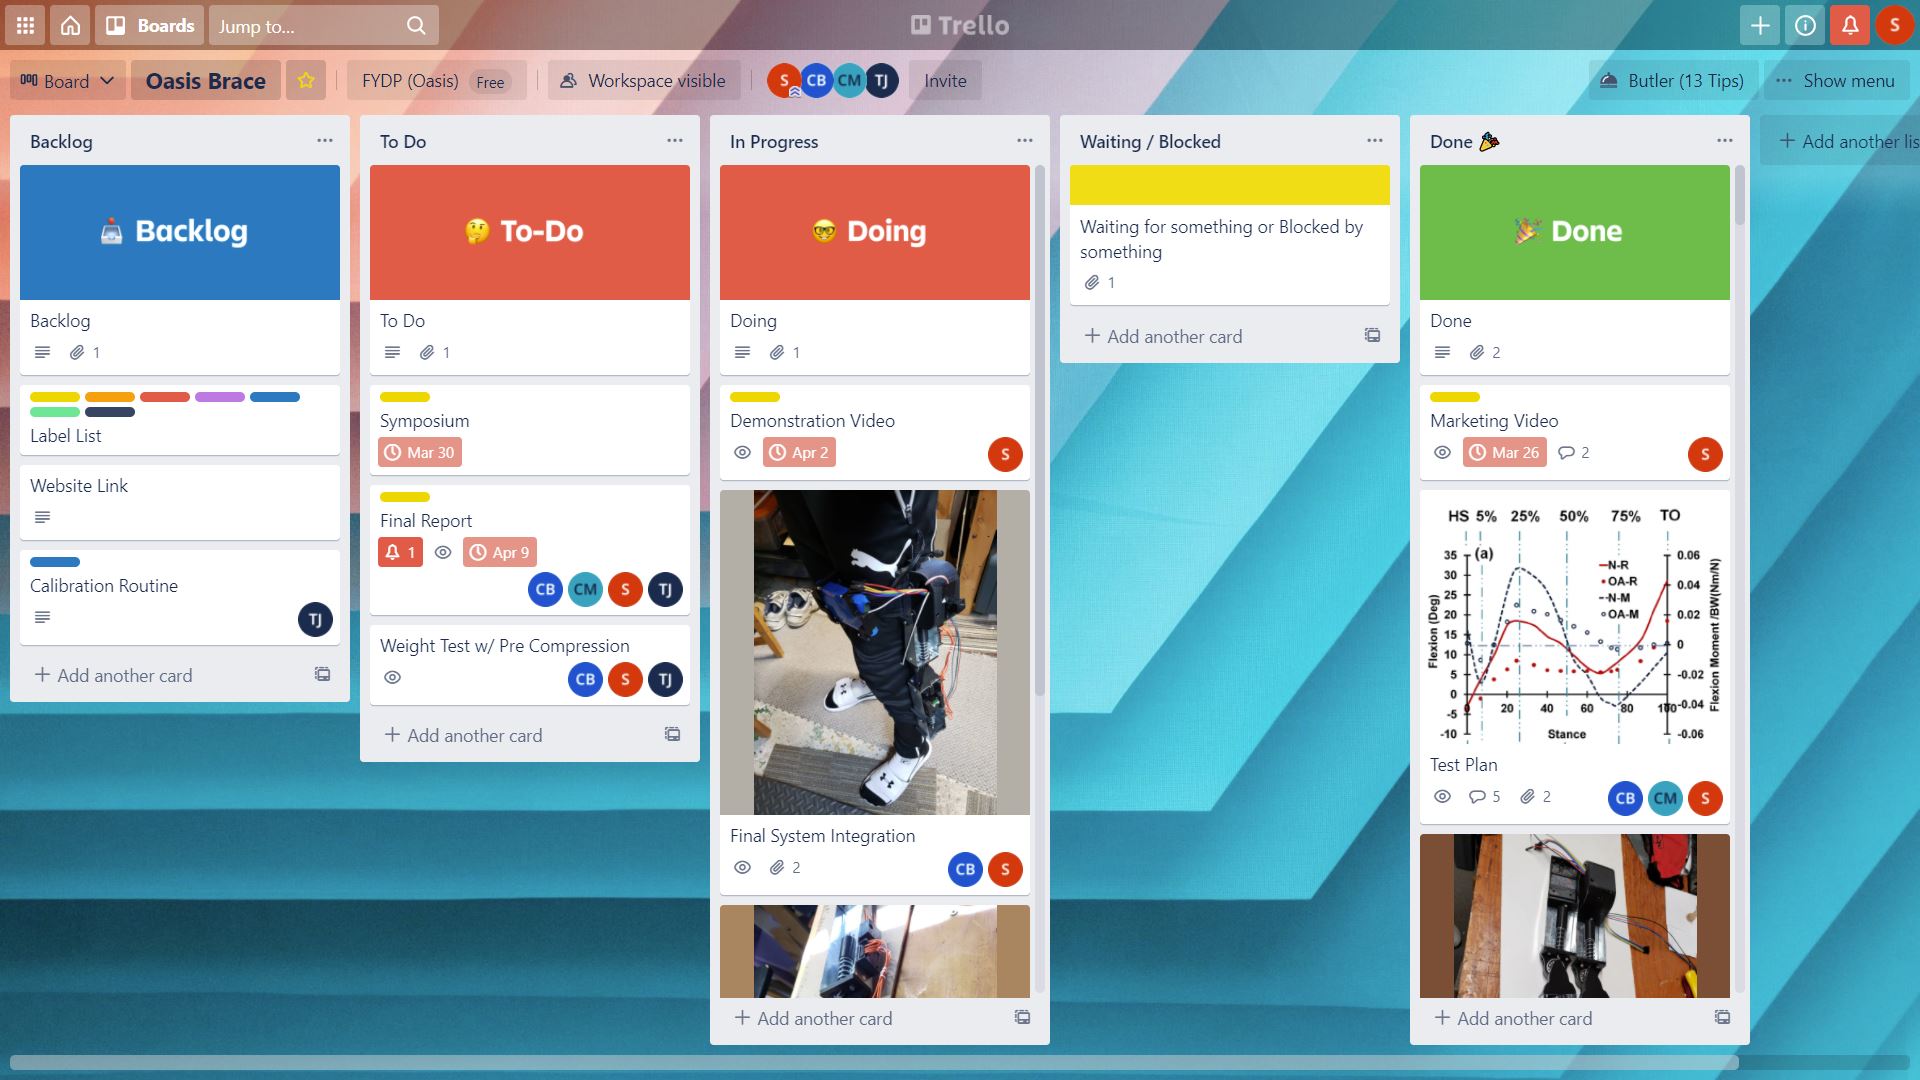 Boards
Jump to...
Trello
S
Board
Oasis Brace
FYDP (Oasis) Free
Workspace visible
S CB CM TJ
Invite
Butler (13 Tips)
Show menu
Backlog
Backlog
Backlog
1
Label List
Website Link
Calibration Routine
TJ
+ Add another card
To Do
To-Do
To Do
1
Symposium
Mar 30
Final Report
1 Apr 9
CB CM S TJ
Weight Test w/ Pre Compression
CB S TJ
+ Add another card
In Progress
Doing
Doing
1
Demonstration Video
Apr 2
S
Final System Integration
2 CB S
+ Add another card
Waiting / Blocked
Waiting for something or Blocked by
something
1
+ Add another card
Done
Done
Done
2
Marketing Video
Mar 26 2
S
HS 5% 25% 50% 75% TO
(a)
N-R
OA-R
N-M
OA-M
35
30
25
20
15
10
5
0
-5
-10
Flexion (Deg)
0 20 40 60 80 100
Stance
0.06
0.04
0.02
0
-0.02
-0.04
-0.06
Flexion Moment /BW(Nm/N)
Test Plan
5 2 CB CM S
+ Add another card
+ Add another lis